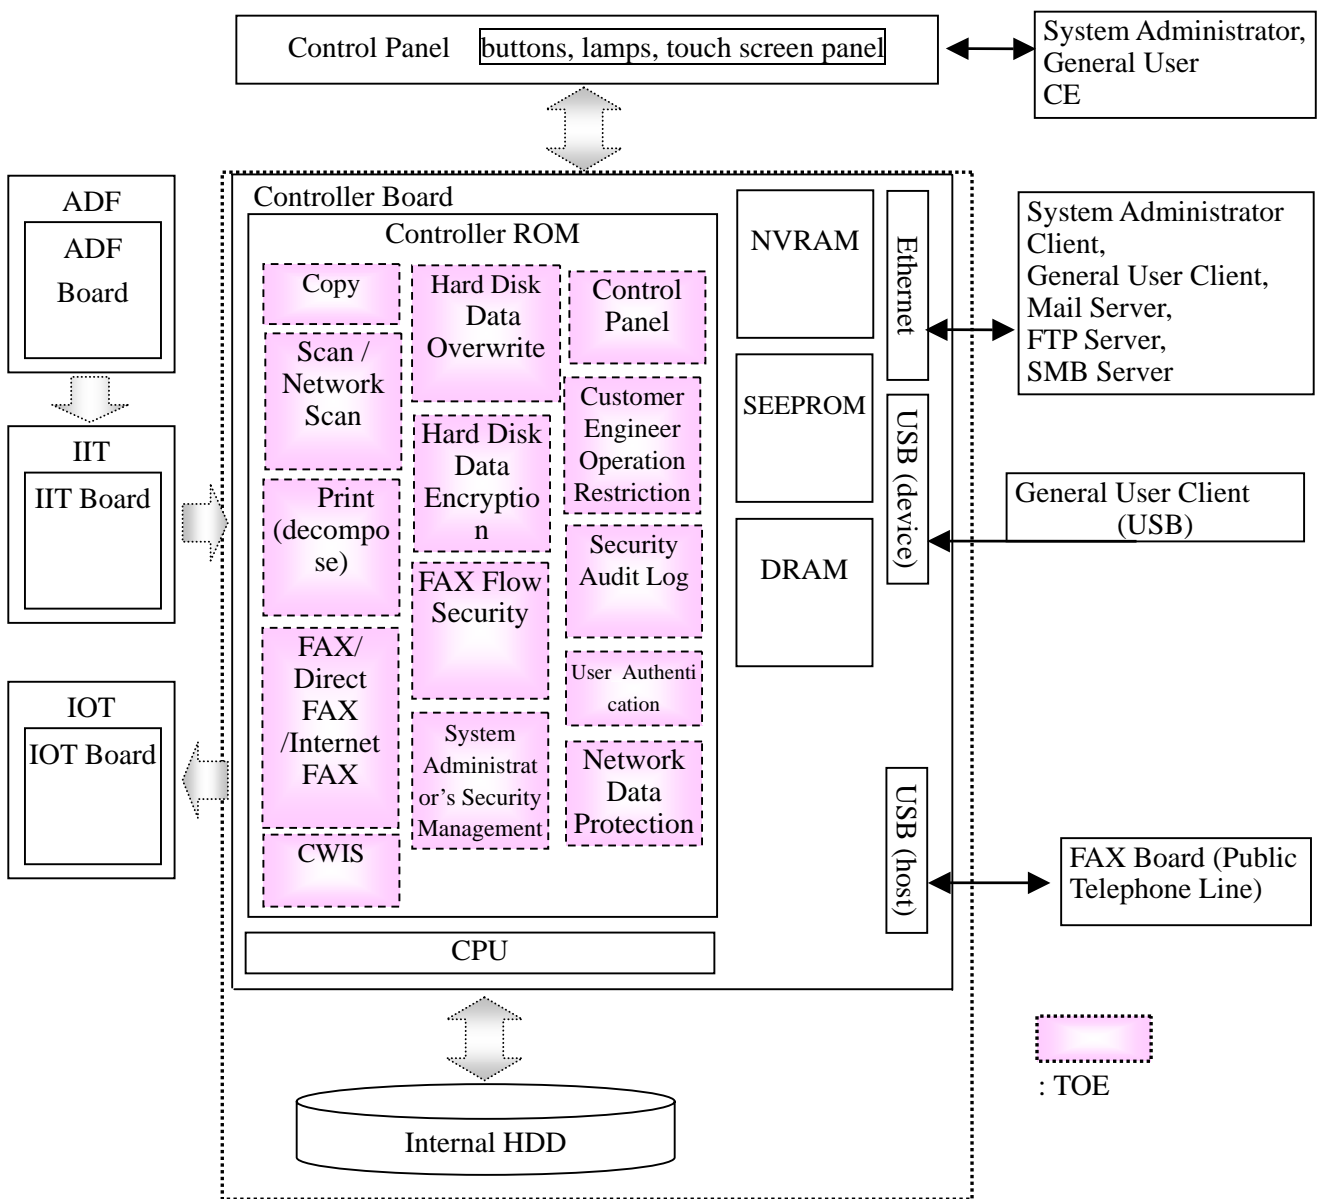 Control Panel buttons, lamps, touch screen panel
System Administrator,
General User
CE
ADF
ADF
Board
IIT
IIT Board
IOT
IOT Board
Controller Board
Controller ROM
Copy
Scan /
Network
Scan
Print
(decompo
se)
FAX/
Direct
FAX
/Internet
FAX
CWIS
Hard Disk
Data
Overwrite
Hard Disk
Data
Encryptio
n
FAX Flow
Security
System
Administrat
or’s Security
Management
Control
Panel
Customer
Engineer
Operation
Restriction
Security
Audit Log
User Authenti
cation
Network
Data
Protection
CPU
NVRAM
SEEPROM
DRAM
Ethernet
USB (device)
USB (host)
System Administrator
Client,
General User Client,
Mail Server,
FTP Server,
SMB Server
General User Client
(USB)
FAX Board (Public
Telephone Line)
Internal HDD
: TOE